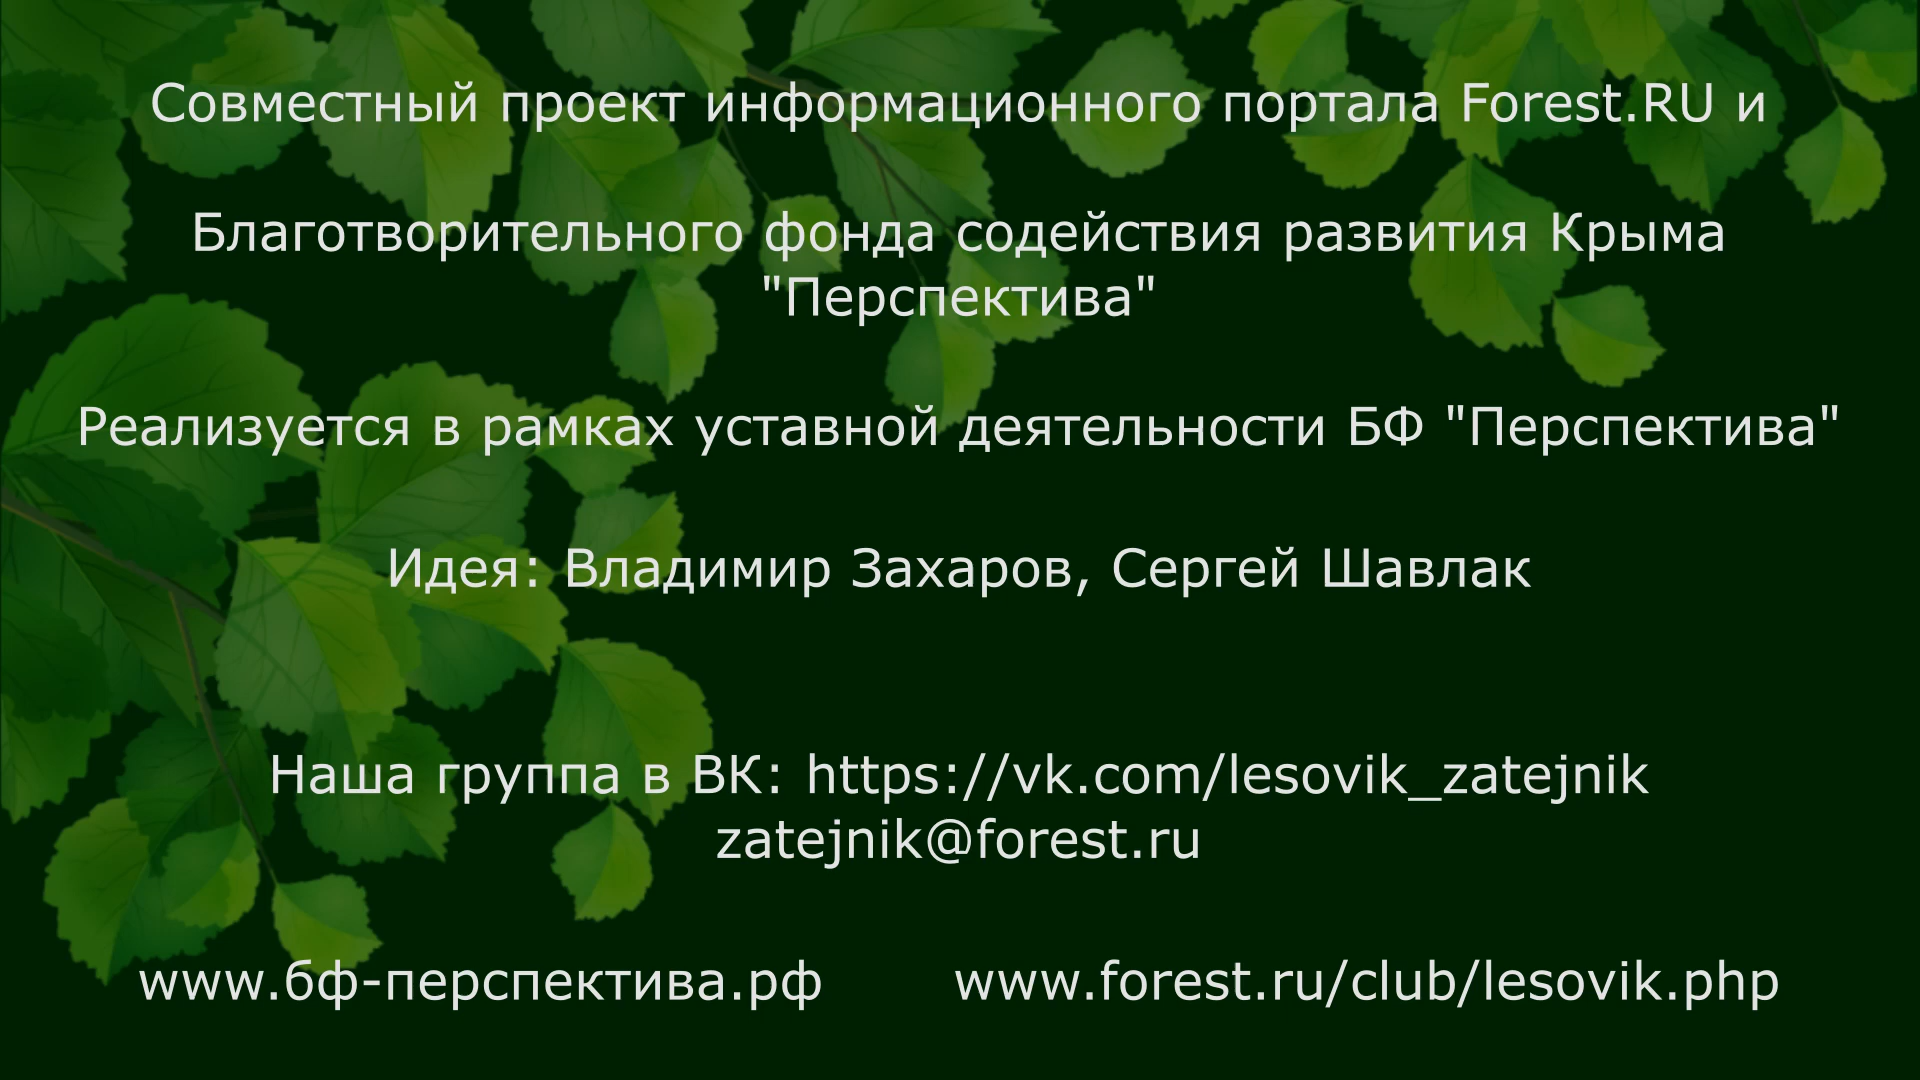 Совместный проект информационного портала Forest.RU и
Благотворительного фонда содействия развития Крыма
"Перспектива"
Реализуется в рамках уставной деятельности БФ "Перспектива"
Идея: Владимир Захаров, Сергей Шавлак
Наша группа в ВК: https://vk.com/lesovik_zatejnik
zatejnik@forest.ru
www.бф-перспектива.рф www.forest.ru/club/lesovik.php